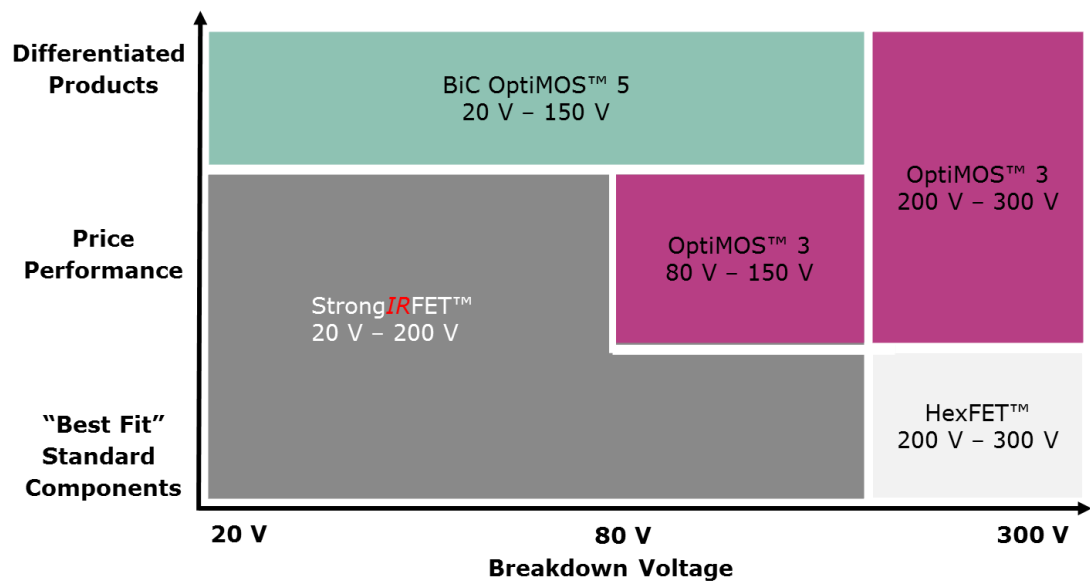 Differentiated
Products
BiC OptiMOS™ 5
20 V – 150 V
OptiMOS™ 3
200 V – 300 V
Price
Performance
OptiMOS™ 3
80 V – 150 V
StrongIRFET™
20 V – 200 V
“Best Fit”
Standard
Components
HexFET™
200 V – 300 V
20 V
80 V
300 V
Breakdown Voltage